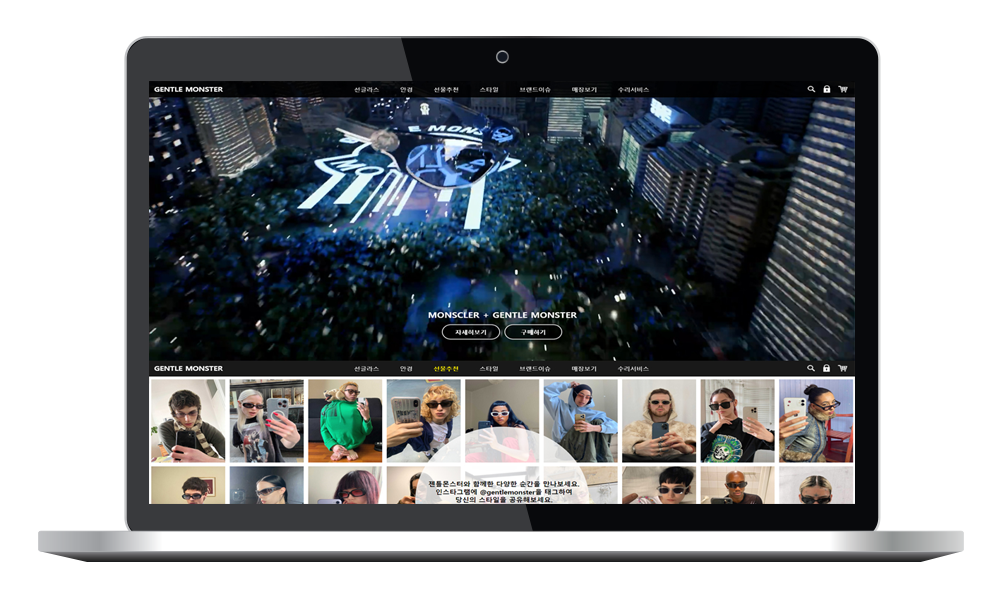 GENTLE MONSTER
선글라스 안경 선물추천 스타일 브랜드이슈 매장보기 수리서비스
E MONS
MO
MONSCLER + GENTLE MONSTER
자세히보기 구매하기
GENTLE MONSTER
선글라스 안경 선물추천 스타일 브랜드이슈 매장보기 수리서비스
젠틀몬스터와 함께한 다양한 순간을 만나보세요.
인스타그램에 @gentlemonster을 태그하여
당신의 스타일을 공유해보세요.